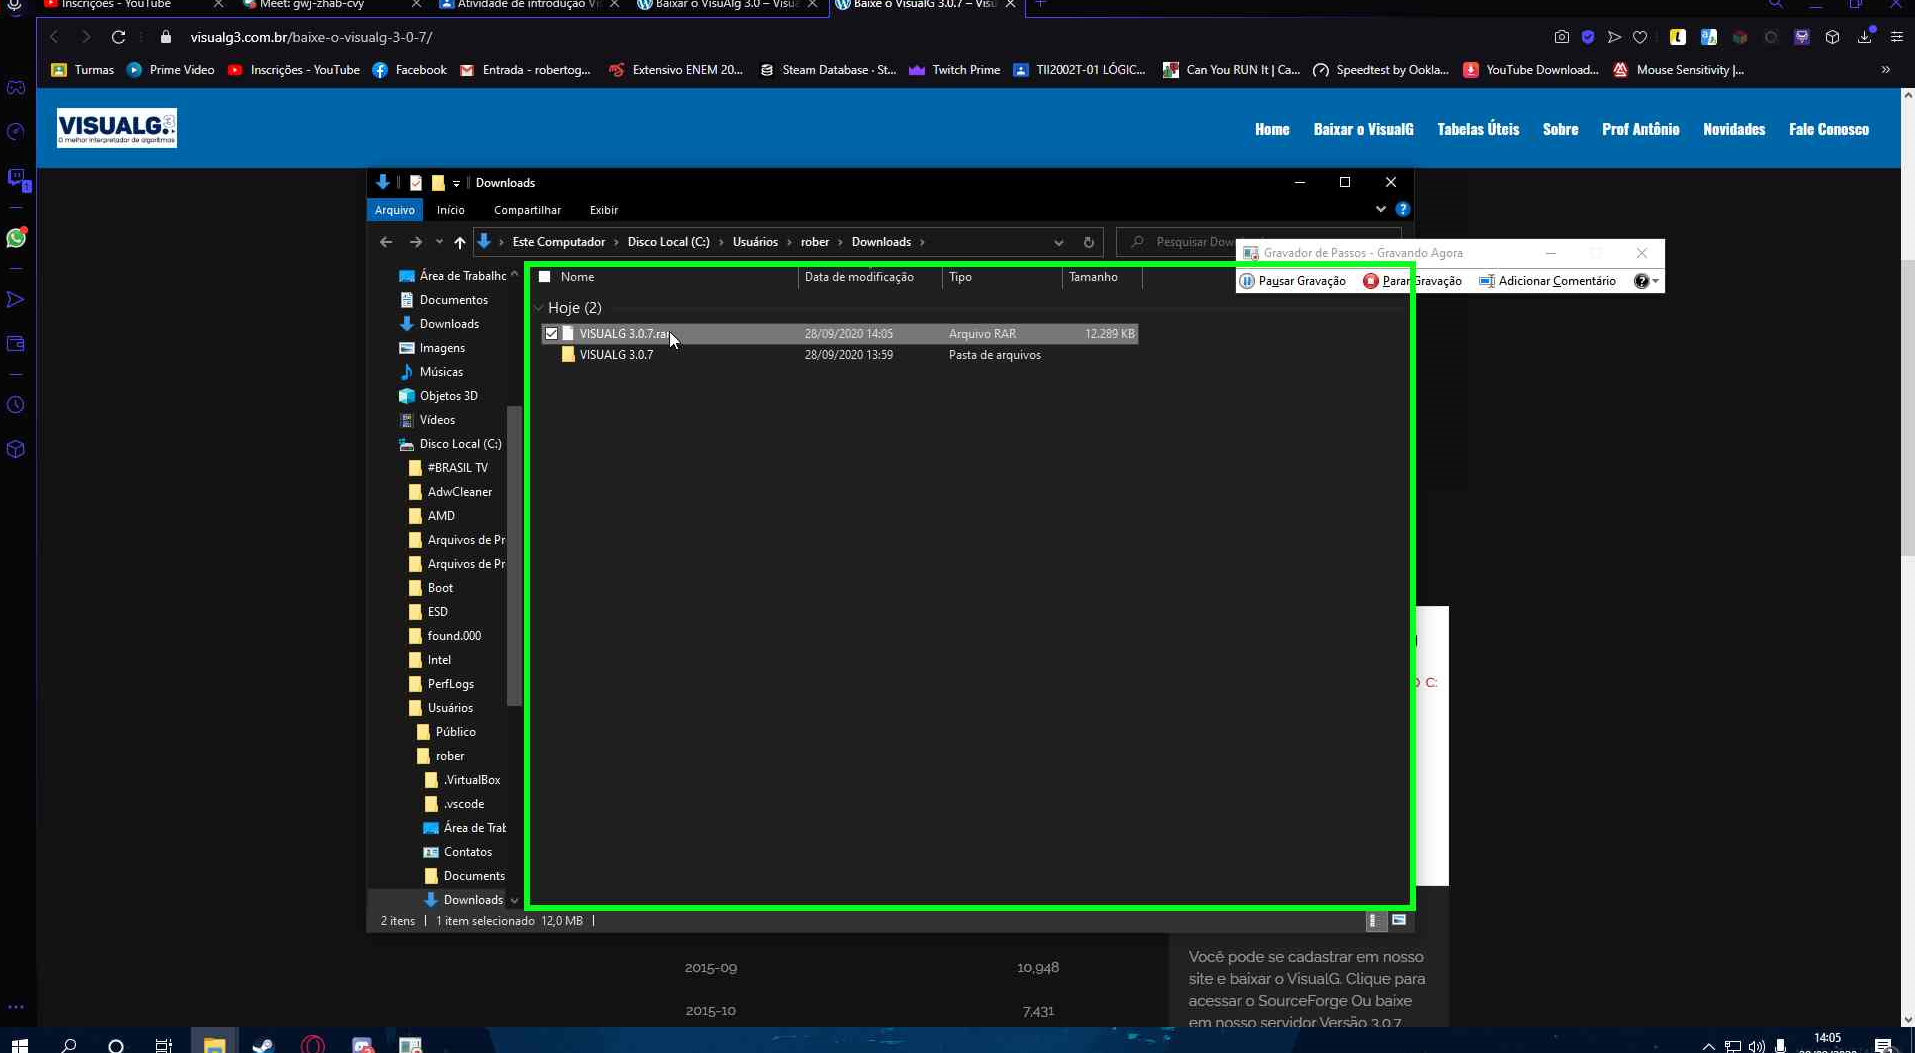 Inscrições - YouTube
Meet: gwj-zhab-cvy
Atividade de introdução Vi
Baixar o VisuAlg 3.0 – Visu
Baixe o VisualG 3.0.7 – Visu
visualg3.com.br/baixe-o-visualg-3-0-7/
Turmas
Prime Video
Inscrições - YouTube
Facebook
Entrada - robertog...
Extensivo ENEM 20...
Steam Database · St...
Twitch Prime
TII2002T-01 LÓGIC...
Can You RUN It | Ca...
Speedtest by Ookla...
YouTube Download...
Mouse Sensitivity |...
VISUALG.3
O melhor interpretador de algoritmos
Home
Baixar o VisualG
Tabelas Úteis
Sobre
Prof Antônio
Novidades
Fale Conosco
Downloads
Arquivo
Início
Compartilhar
Exibir
Este Computador
Disco Local (C:)
Usuários
rober
Downloads
Pesquisar Dow
Gravador de Passos - Gravando Agora
Pausar Gravação
Parar Gravação
Adicionar Comentário
Nome
Data de modificação
Tipo
Tamanho
Hoje (2)
VISUALG 3.0.7.rar
28/09/2020 14:05
Arquivo RAR
12.289 KB
VISUALG 3.0.7
28/09/2020 13:59
Pasta de arquivos
Área de Trabalho
Documentos
Downloads
Imagens
Músicas
Objetos 3D
Vídeos
Disco Local (C:)
#BRASIL TV
AdwCleaner
AMD
Arquivos de Pr
Arquivos de Pr
Boot
ESD
found.000
Intel
PerfLogs
Usuários
Público
rober
.VirtualBox
.vscode
Área de Trab
Contatos
Documents
Downloads
2 itens
1 item selecionado 12,0 MB
C:
2015-09
10,948
2015-10
7,431
Você pode se cadastrar em nosso
site e baixar o VisualG. Clique para
acessar o SourceForge Ou baixe
em nosso servidor Versão 3.0.7
14:05